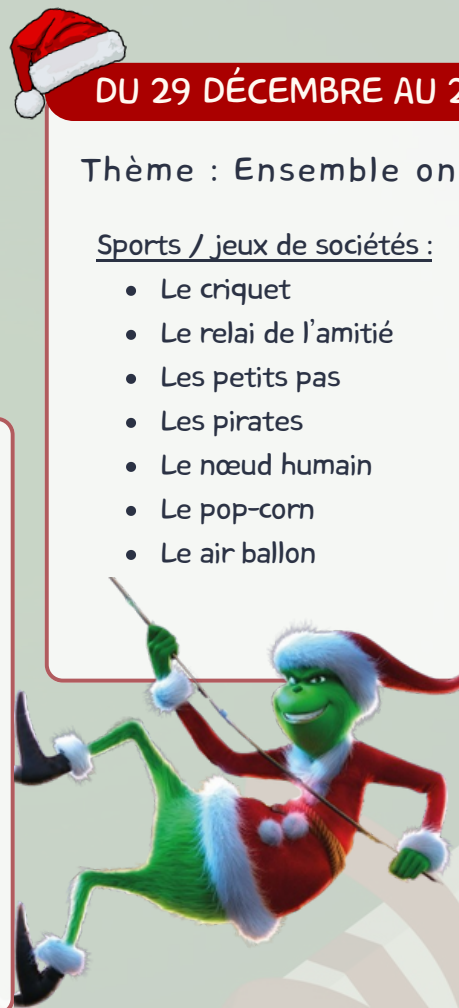 DU 29 DÉCEMBRE AU 2
Thème : Ensemble on
Sports / jeux de sociétés :
• Le criquet
• Le relai de l'amitié
• Les petits pas
• Les pirates
• Le nœud humain
• Le pop-corn
• Le air ballon